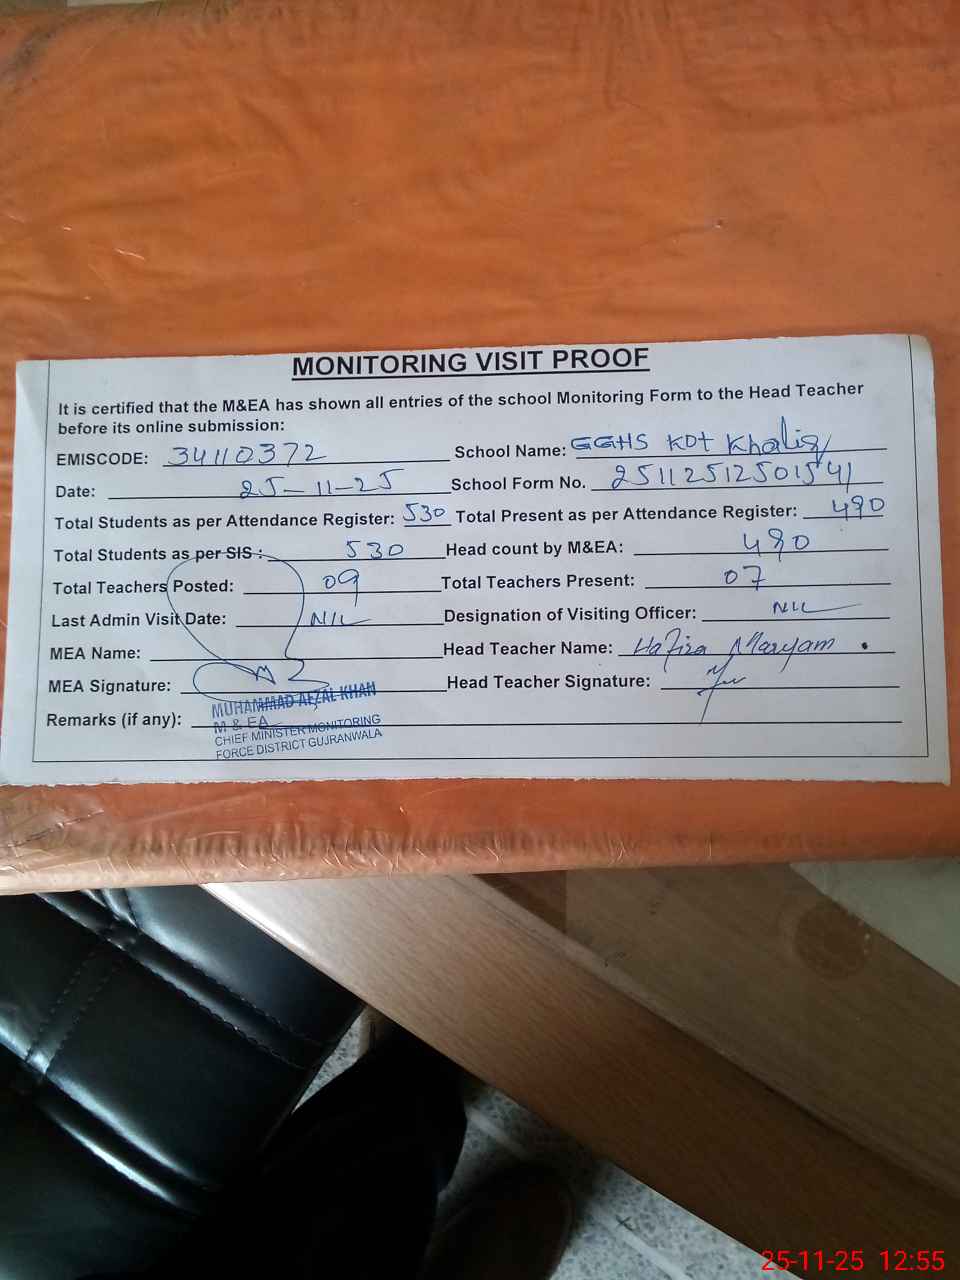 MONITORING VISIT PROOF
It is certified that the M&EA has shown all entries of the school Monitoring Form to the Head Teacher
before its online submission:
EMISCODE: 34110372 School Name: GGHS KOT Khaliq
Date: 25-11-25 School Form No. 25112512501541
Total Students as per Attendance Register: 530 Total Present as per Attendance Register: 490
Total Students as per SIS : 530 Head count by M&EA: 490
Total Teachers Posted: 09 Total Teachers Present: 07
Last Admin Visit Date: NIL Designation of Visiting Officer: NIL
MEA Name: Head Teacher Name: Hafiza Maryam
MEA Signature: Head Teacher Signature:
Remarks (if any):
MUHAMMAD AFZAL KHAN
M & EA
CHIEF MINISTER MONITORING
FORCE DISTRICT GUJRANWALA
25-11-25 12:55